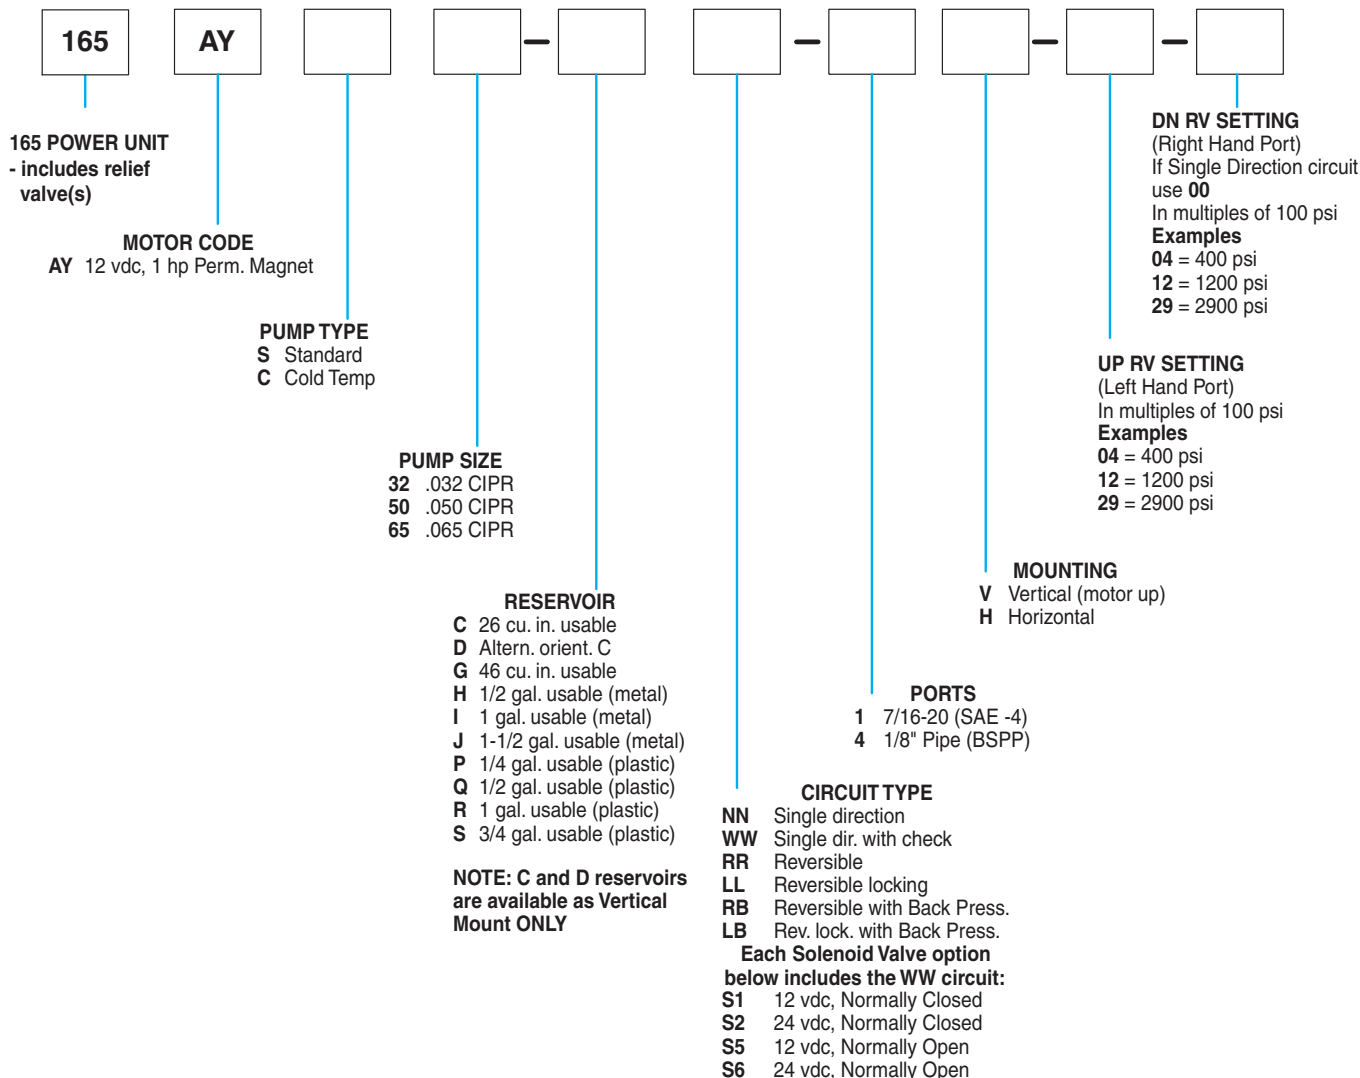 165 AY – – – –
165 POWER UNIT
- includes relief
valve(s)
MOTOR CODE
AY 12 vdc, 1 hp Perm. Magnet
PUMP TYPE
S Standard
C Cold Temp
PUMP SIZE
32 .032 CIPR
50 .050 CIPR
65 .065 CIPR
RESERVOIR
C 26 cu. in. usable
D Altern. orient. C
G 46 cu. in. usable
H 1/2 gal. usable (metal)
I 1 gal. usable (metal)
J 1-1/2 gal. usable (metal)
P 1/4 gal. usable (plastic)
Q 1/2 gal. usable (plastic)
R 1 gal. usable (plastic)
S 3/4 gal. usable (plastic)
NOTE: C and D reservoirs
are available as Vertical
Mount ONLY
CIRCUIT TYPE
NN Single direction
WW Single dir. with check
RR Reversible
LL Reversible locking
RB Reversible with Back Press.
LB Rev. lock. with Back Press.
Each Solenoid Valve option
below includes the WW circuit:
S1 12 vdc, Normally Closed
S2 24 vdc, Normally Closed
S5 12 vdc, Normally Open
S6 24 vdc, Normally Open
PORTS
1 7/16-20 (SAE -4)
4 1/8" Pipe (BSPP)
MOUNTING
V Vertical (motor up)
H Horizontal
UP RV SETTING
(Left Hand Port)
In multiples of 100 psi
Examples
04 = 400 psi
12 = 1200 psi
29 = 2900 psi
DN RV SETTING
(Right Hand Port)
If Single Direction circuit
use 00
In multiples of 100 psi
Examples
04 = 400 psi
12 = 1200 psi
29 = 2900 psi